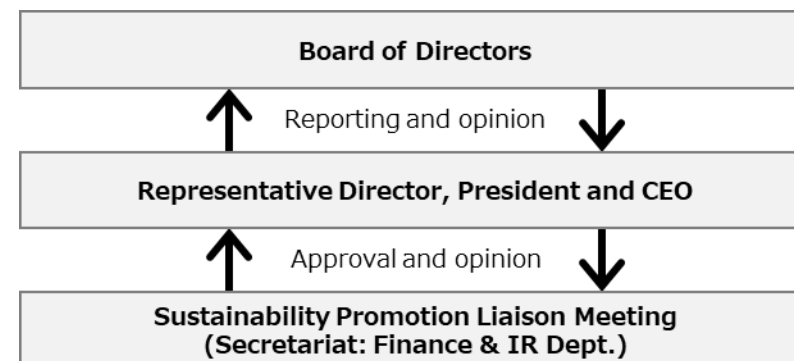 Board of Directors
Reporting and opinion
Representative Director, President and CEO
Approval and opinion
Sustainability Promotion Liaison Meeting
(Secretariat: Finance & IR Dept.)